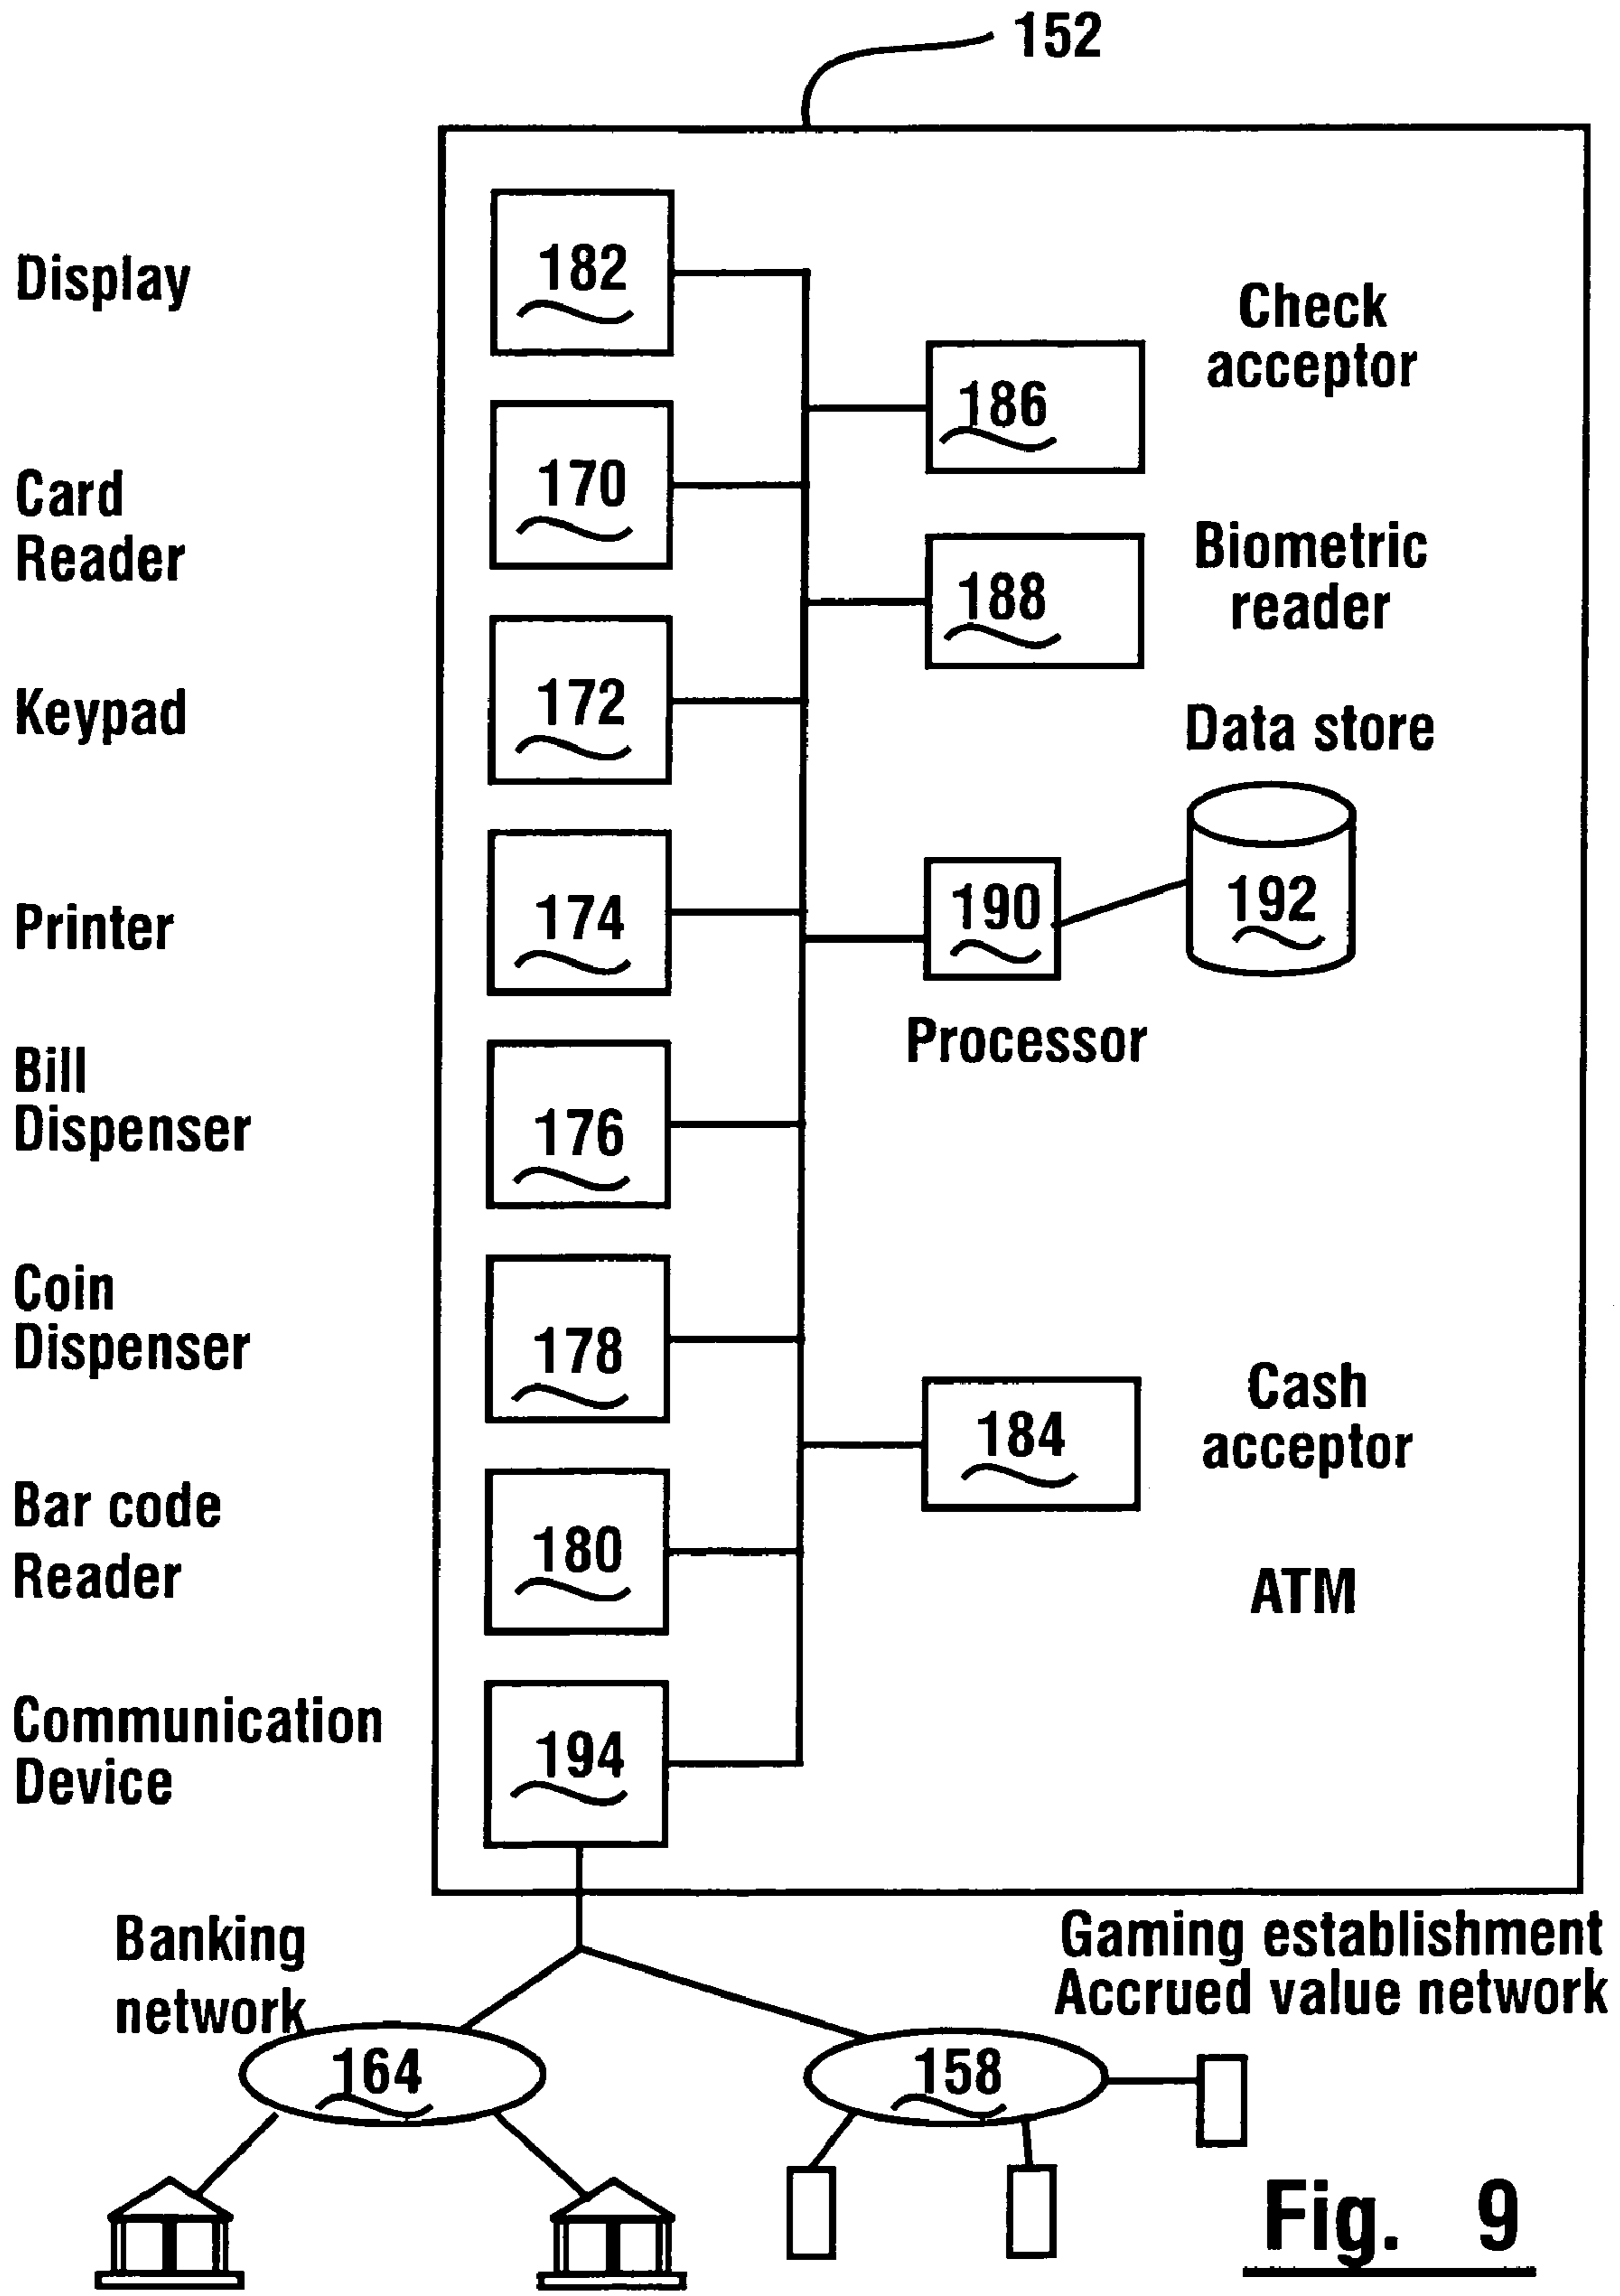 152
Display
182
Check
acceptor
186
Card
Reader
170
Biometric
reader
188
Keypad
172
Data store
Printer
174
190
192
Processor
Bill
Dispenser
176
Coin
Dispenser
178
Cash
acceptor
184
Bar code
Reader
180
ATM
Communication
Device
194
Banking
network
Gaming establishment
Accrued value network
164
158
Fig. 9